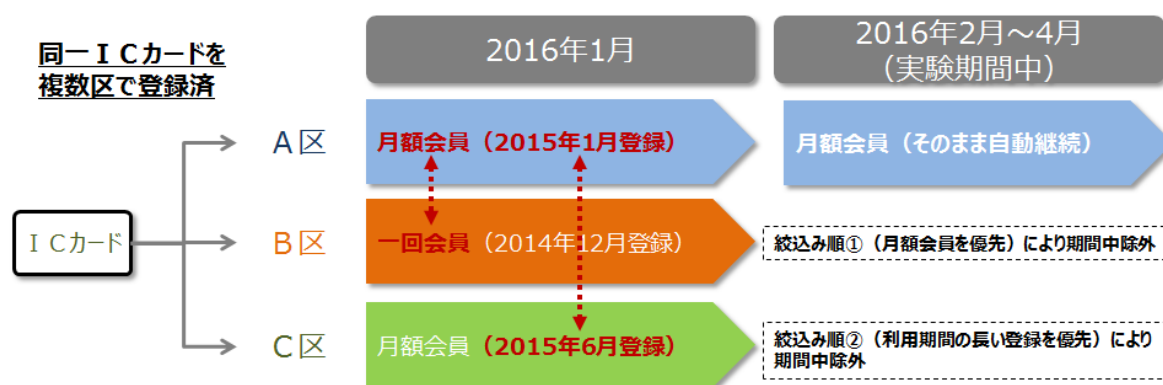 同一ＩＣカードを
複数区で登録済
2016年1月
2016年2月～4月
（実験期間中）
Ａ区
月額会員（2015年1月登録）
月額会員（そのまま自動継続）
ＩＣカード
Ｂ区
一回会員（2014年12月登録）
絞込み順①（月額会員を優先）により期間中除外
Ｃ区
月額会員（2015年6月登録）
絞込み順②（利用期間の長い登録を優先）により
期間中除外